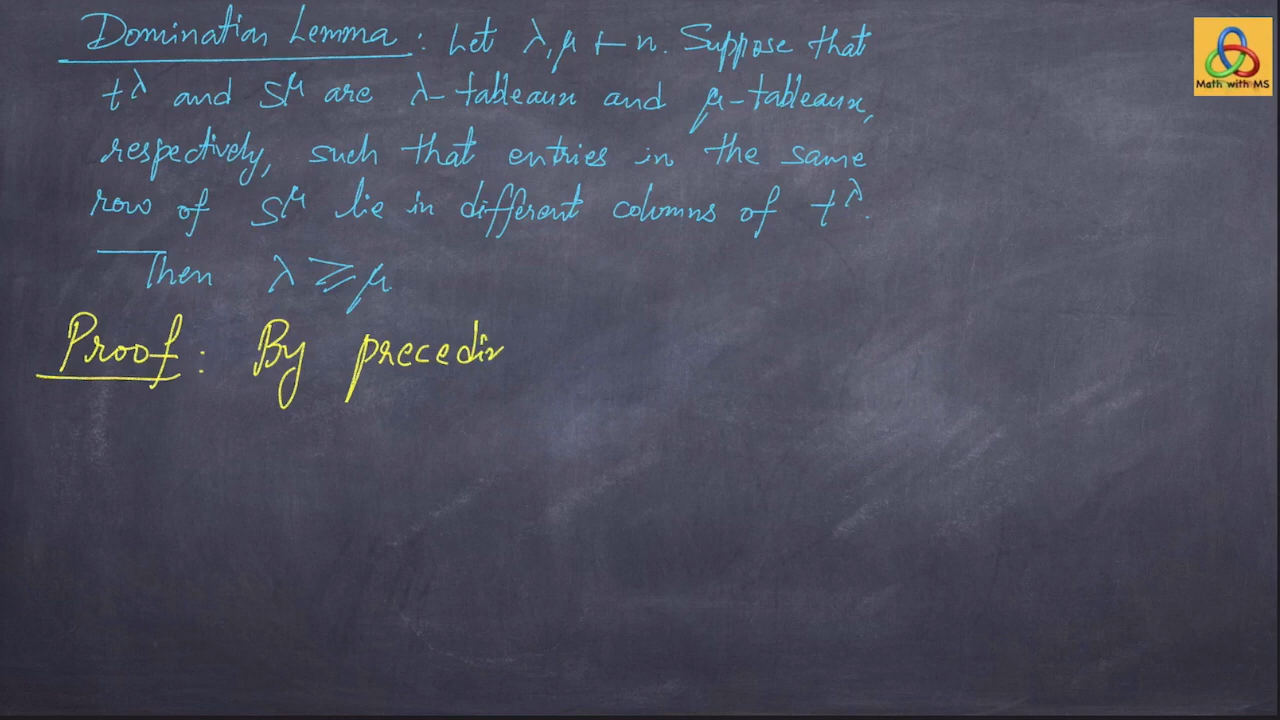 Domination Lemma : Let λ, μ ⊢ n. Suppose that
t^λ and s^μ are λ-tableaux and μ-tableaux,
respectively, such that entries in the same
row of s^μ lie in different columns of t^λ.
Then λ ⩾ μ
Proof : By precedin
Math with MS